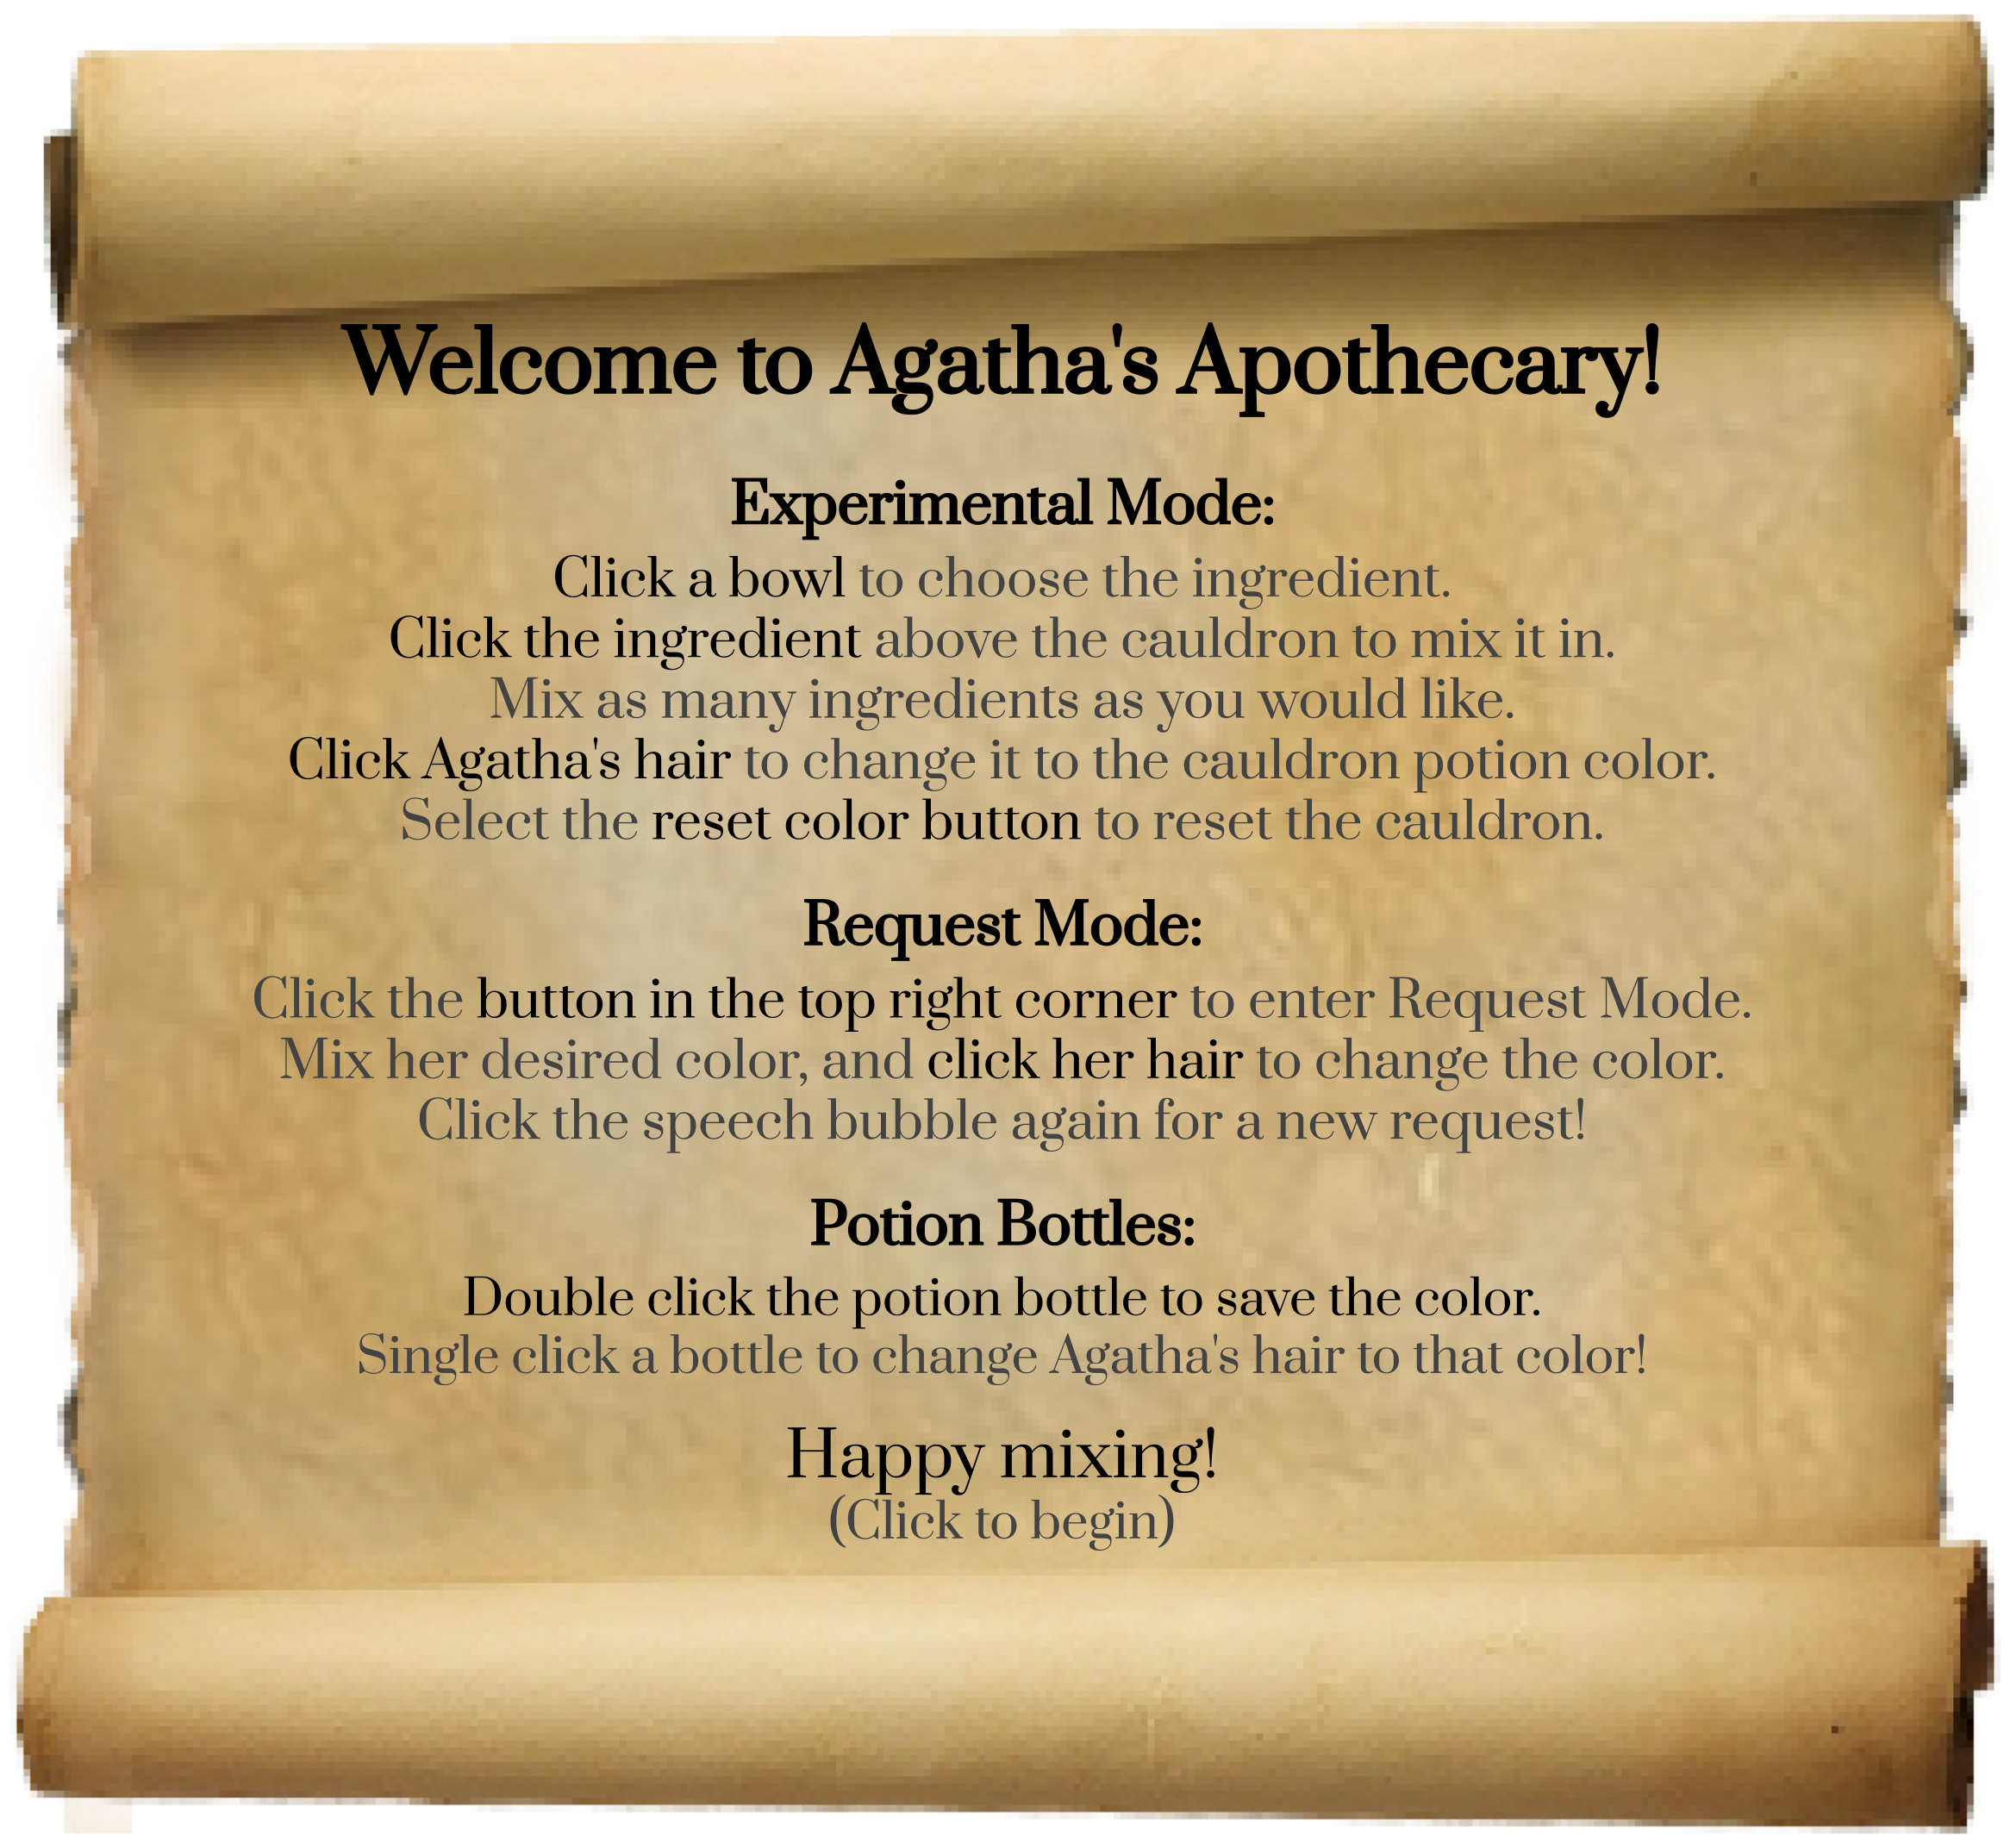 Welcome to Agatha's Apothecary!
Experimental Mode:
Click a bowl to choose the ingredient.
Click the ingredient above the cauldron to mix it in.
Mix as many ingredients as you would like.
Click Agatha's hair to change it to the cauldron potion color.
Select the reset color button to reset the cauldron.
Request Mode:
Click the button in the top right corner to enter Request Mode.
Mix her desired color, and click her hair to change the color.
Click the speech bubble again for a new request!
Potion Bottles:
Double click the potion bottle to save the color.
Single click a bottle to change Agatha's hair to that color!
Happy mixing!
(Click to begin)